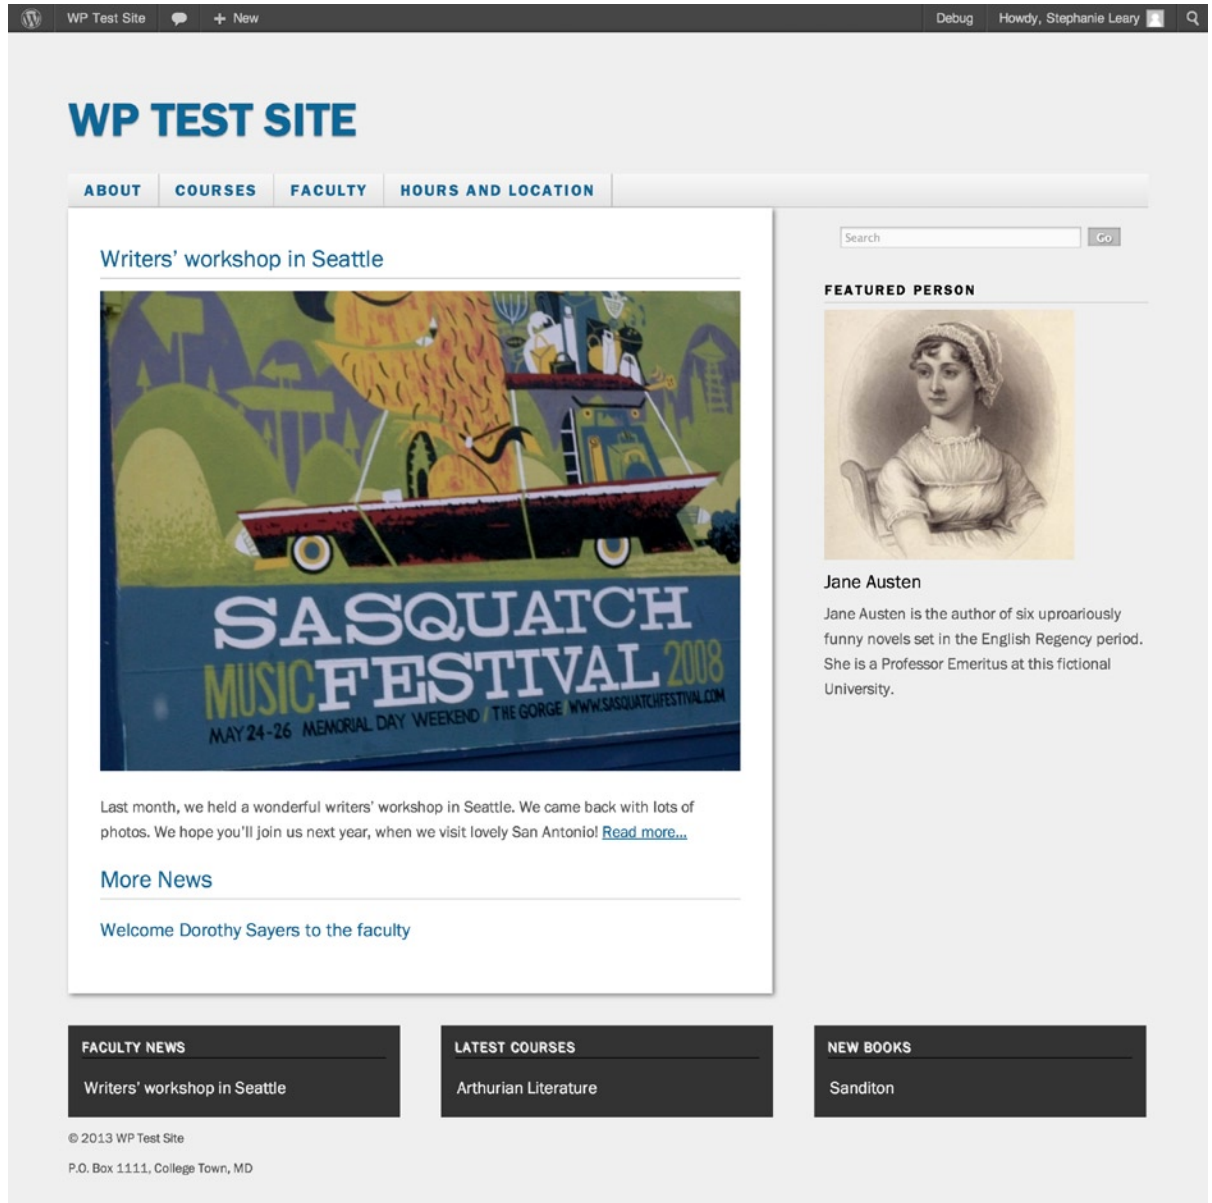 WP Test Site
New
Debug
Howdy, Stephanie Leary
WP TEST SITE
ABOUT
COURSES
FACULTY
HOURS AND LOCATION
Writers’ workshop in Seattle
SASQUATCH
MUSIC FESTIVAL 2008
MAY 24-26 MEMORIAL DAY WEEKEND / THE GORGE / WWW.SASQUATCHFESTIVAL.COM
Last month, we held a wonderful writers’ workshop in Seattle. We came back with lots of
photos. We hope you’ll join us next year, when we visit lovely San Antonio! Read more...
More News
Welcome Dorothy Sayers to the faculty
Search
Go
FEATURED PERSON
Jane Austen
Jane Austen is the author of six uproariously
funny novels set in the English Regency period.
She is a Professor Emeritus at this fictional
University.
FACULTY NEWS
Writers’ workshop in Seattle
LATEST COURSES
Arthurian Literature
NEW BOOKS
Sanditon
© 2013 WP Test Site
P.O. Box 1111, College Town, MD